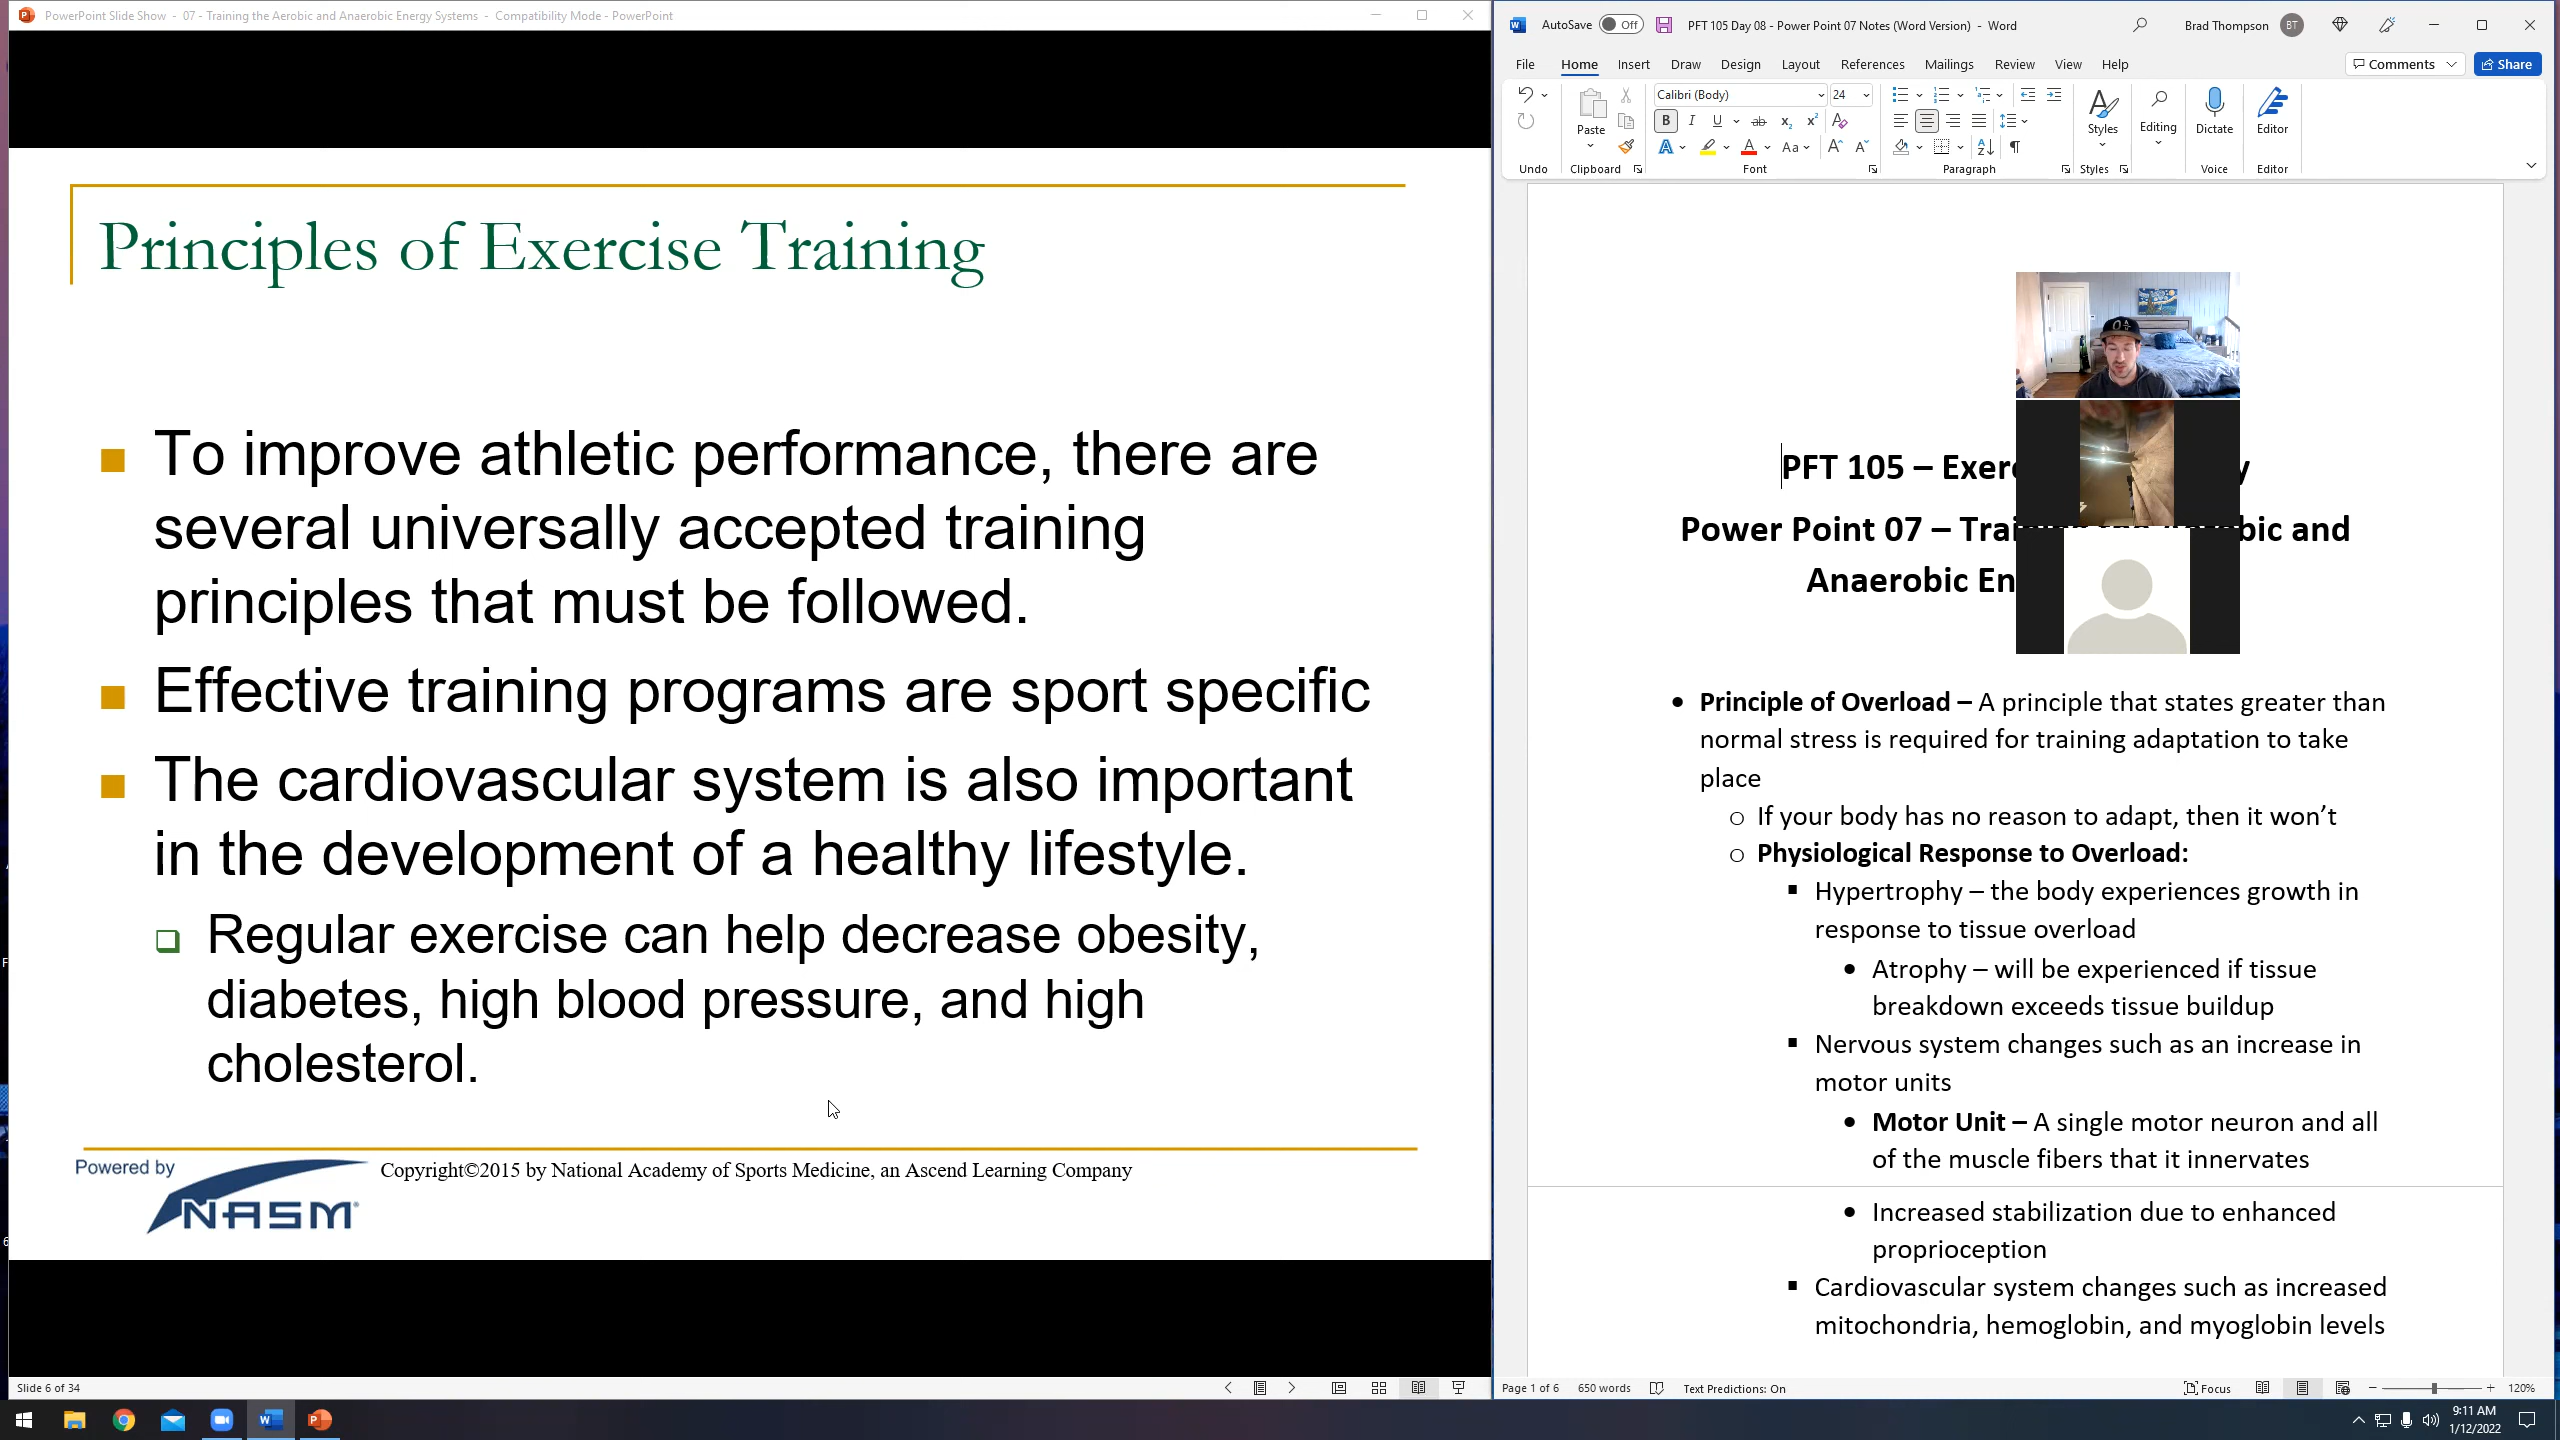 PowerPoint Slide Show - 07 - Training the Aerobic and Anaerobic Energy Systems - Compatibility Mode - PowerPoint
Principles of Exercise Training
To improve athletic performance, there are
several universally accepted training
principles that must be followed.
Effective training programs are sport specific
The cardiovascular system is also important
in the development of a healthy lifestyle.
Regular exercise can help decrease obesity,
diabetes, high blood pressure, and high
cholesterol.
Powered by
NASM
Copyright©2015 by National Academy of Sports Medicine, an Ascend Learning Company
Slide 6 of 34
AutoSave Off PFT 105 Day 08 - Power Point 07 Notes (Word Version) - Word Brad Thompson BT
File Home Insert Draw Design Layout References Mailings Review View Help Comments Share
Calibri (Body) 24
Paste Styles Editing Dictate Editor
Undo Clipboard Font Paragraph Styles Voice Editor
PFT 105 –
Power Point 07 – and
Anaerobic
• Principle of Overload – A principle that states greater than
normal stress is required for training adaptation to take
place
o If your body has no reason to adapt, then it won’t
o Physiological Response to Overload:
▪ Hypertrophy – the body experiences growth in
response to tissue overload
• Atrophy – will be experienced if tissue
breakdown exceeds tissue buildup
▪ Nervous system changes such as an increase in
motor units
• Motor Unit – A single motor neuron and all
of the muscle fibers that it innervates
• Increased stabilization due to enhanced
proprioception
▪ Cardiovascular system changes such as increased
mitochondria, hemoglobin, and myoglobin levels
Page 1 of 6 650 words Text Predictions: On Focus 120%
9:11 AM
1/12/2022